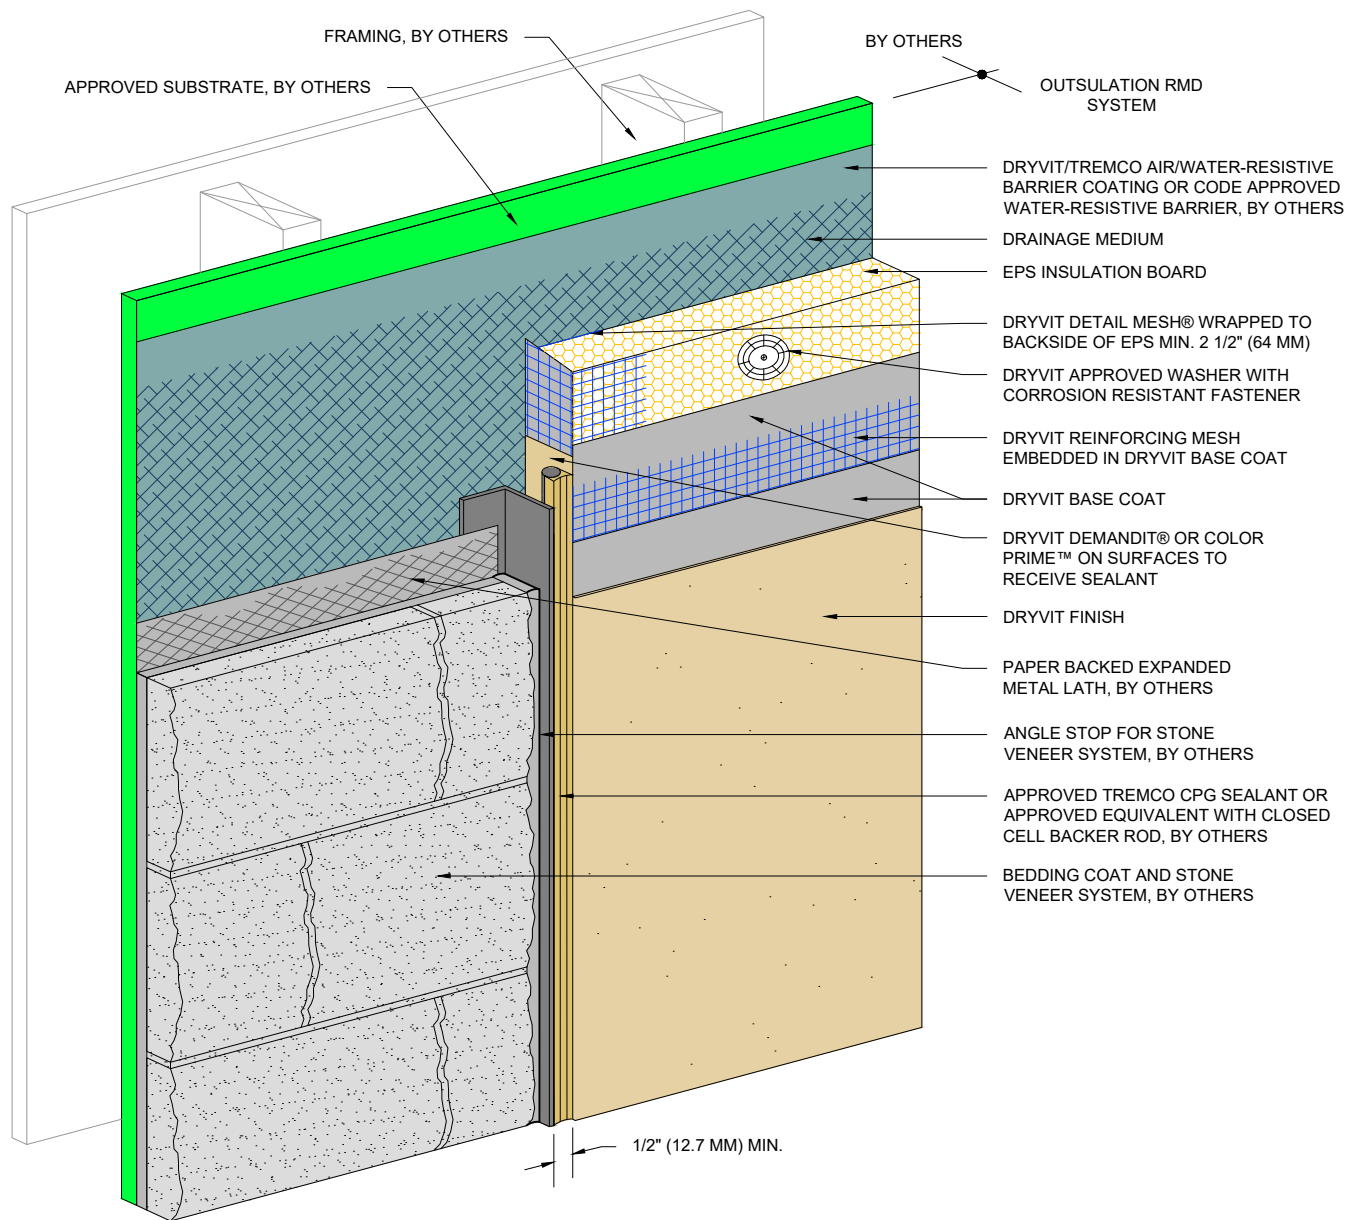 FRAMING, BY OTHERS
APPROVED SUBSTRATE, BY OTHERS
BY OTHERS
OUTSULATION RMD
SYSTEM
DRYVIT/TREMCO AIR/WATER-RESISTIVE
BARRIER COATING OR CODE APPROVED
WATER-RESISTIVE BARRIER, BY OTHERS
DRAINAGE MEDIUM
EPS INSULATION BOARD
DRYVIT DETAIL MESH® WRAPPED TO
BACKSIDE OF EPS MIN. 2 1/2" (64 MM)
DRYVIT APPROVED WASHER WITH
CORROSION RESISTANT FASTENER
DRYVIT REINFORCING MESH
EMBEDDED IN DRYVIT BASE COAT
DRYVIT BASE COAT
DRYVIT DEMANDIT® OR COLOR
PRIME™ ON SURFACES TO
RECEIVE SEALANT
DRYVIT FINISH
PAPER BACKED EXPANDED
METAL LATH, BY OTHERS
ANGLE STOP FOR STONE
VENEER SYSTEM, BY OTHERS
APPROVED TREMCO CPG SEALANT OR
APPROVED EQUIVALENT WITH CLOSED
CELL BACKER ROD, BY OTHERS
BEDDING COAT AND STONE
VENEER SYSTEM, BY OTHERS
1/2" (12.7 MM) MIN.